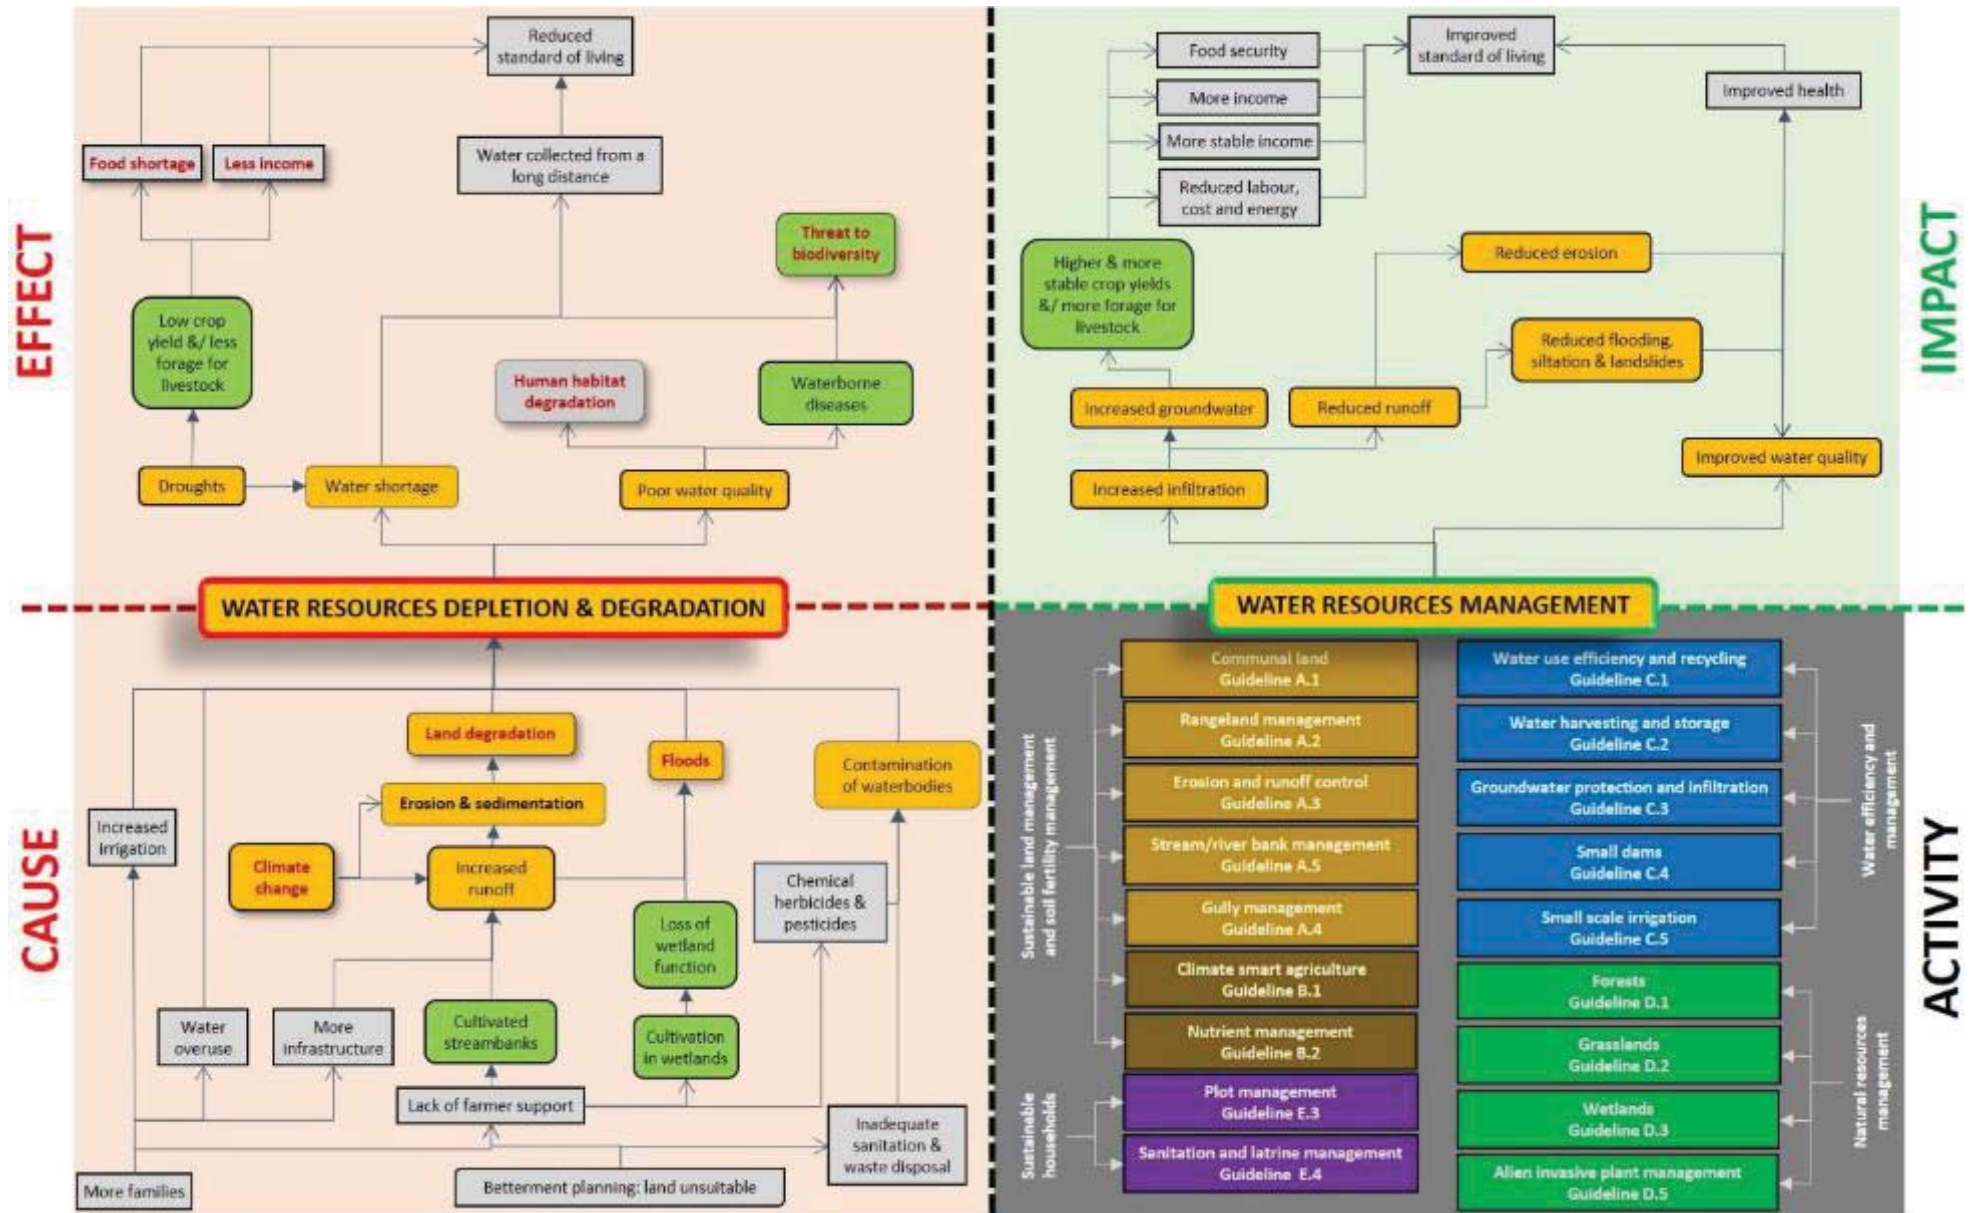 EFFECT
Reduced
standard of living
Food shortage
Less income
Water collected from a
long distance
Threat to
biodiversity
Low crop
yield &/ less
forage for
livestock
Human habitat
degradation
Waterborne
diseases
Droughts
Water shortage
Poor water quality
WATER RESOURCES DEPLETION & DEGRADATION
CAUSE
Land degradation
Floods
Contamination
of waterbodies
Erosion & sedimentation
Increased
irrigation
Climate
change
Increased
runoff
Chemical
herbicides &
pesticides
Loss of
wetland
function
Water
overuse
More
infrastructure
Cultivated
streambanks
Cultivation
in wetlands
Lack of farmer support
Inadequate
sanitation &
waste disposal
More families
Betterment planning: land unsuitable
IMPACT
Food security
More income
More stable income
Reduced labour,
cost and energy
Improved
standard of living
Improved health
Higher & more
stable crop yields
&/ more forage for
livestock
Reduced erosion
Reduced flooding,
siltation & landslides
Increased groundwater
Reduced runoff
Improved water quality
Increased infiltration
WATER RESOURCES MANAGEMENT
ACTIVITY
Sustainable land management
and soil fertility management
Communal land
Guideline A.1
Rangeland management
Guideline A.2
Erosion and runoff control
Guideline A.3
Stream/river bank management
Guideline A.5
Gully management
Guideline A.4
Climate smart agriculture
Guideline B.1
Nutrient management
Guideline B.2
Sustainable
households
Plot management
Guideline E.3
Sanitation and latrine management
Guideline E.4
Water efficiency and
management
Water use efficiency and recycling
Guideline C.1
Water harvesting and storage
Guideline C.2
Groundwater protection and infiltration
Guideline C.3
Small dams
Guideline C.4
Small scale irrigation
Guideline C.5
Natural resources
management
Forests
Guideline D.1
Grasslands
Guideline D.2
Wetlands
Guideline D.3
Alien invasive plant management
Guideline D.5